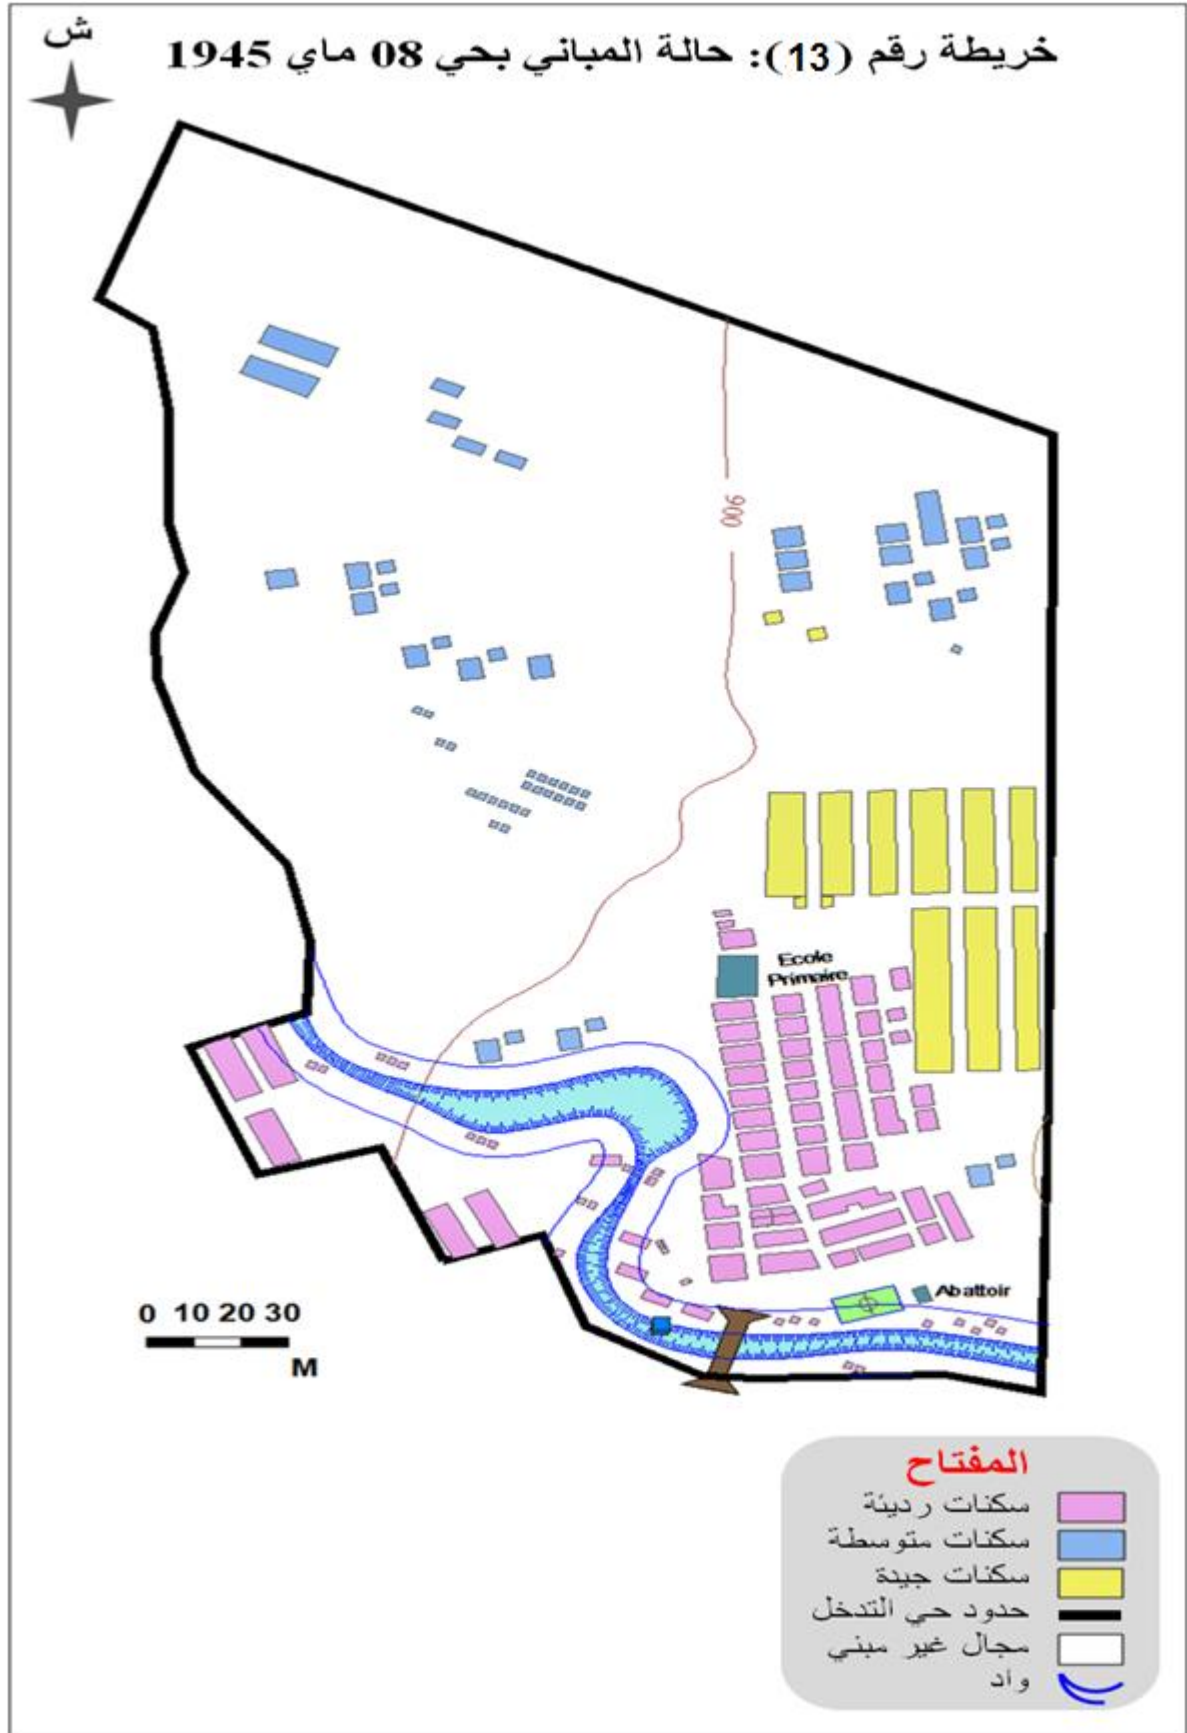 ش
خريطة رقم (13): حالة المباني بحي 08 ماي 1945
900
Ecole
Primaire
Abattoir
0 10 20 30
M
المفتاح
سكنات رديئة
سكنات متوسطة
سكنات جيدة
حدود حي التدخل
مجال غير مبني
واد